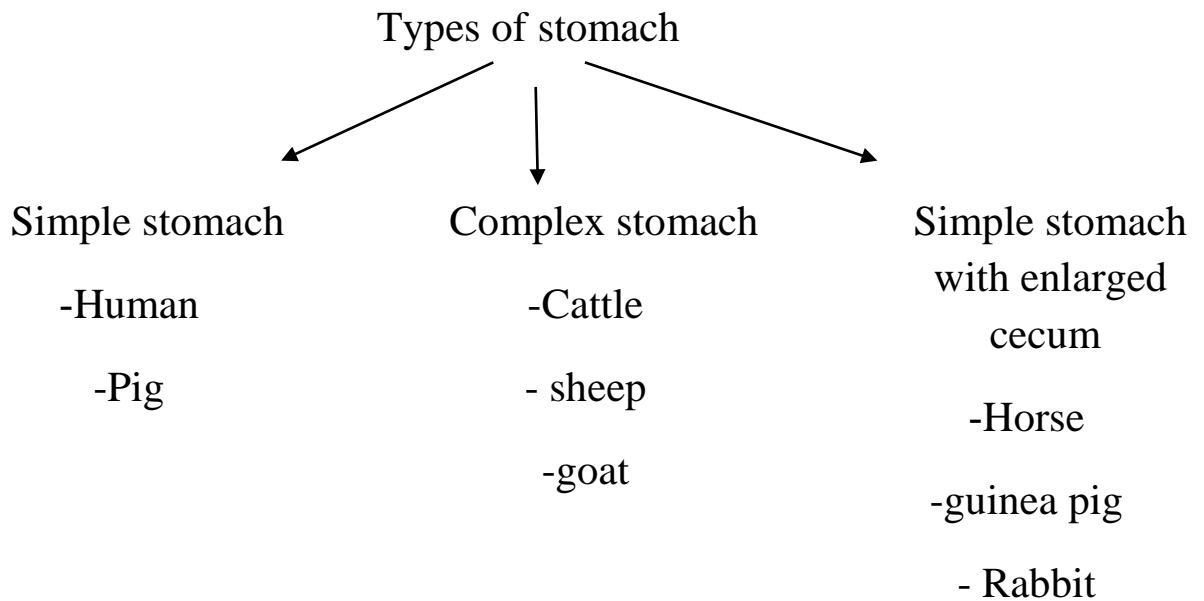 Types of stomach
Simple stomach
-Human
-Pig
Complex stomach
-Cattle
- sheep
-goat
Simple stomach
with enlarged
cecum
-Horse
-guinea pig
- Rabbit